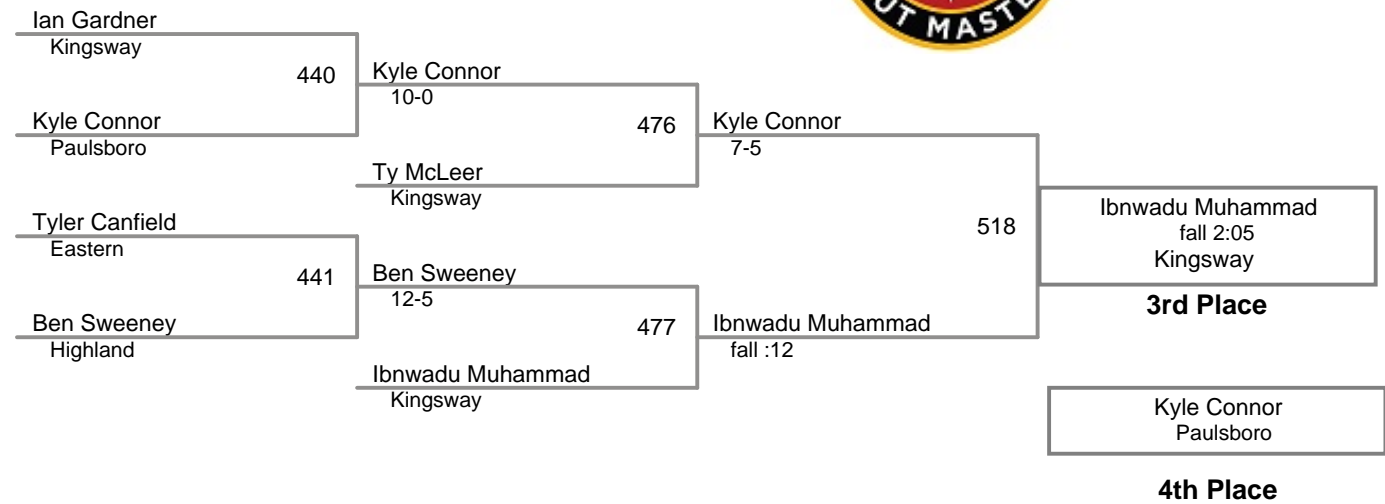 UT MASTE
Ian Gardner
Kingsway
440
Kyle Connor
10-0
Kyle Connor
Paulsboro
476
Kyle Connor
7-5
Ty McLeer
Kingsway
Tyler Canfield
Eastern
518
Ibnwadu Muhammad
fall 2:05
Kingsway
3rd Place
441
Ben Sweeney
12-5
Ben Sweeney
Highland
477
Ibnwadu Muhammad
fall :12
Ibnwadu Muhammad
Kingsway
Kyle Connor
Paulsboro
4th Place